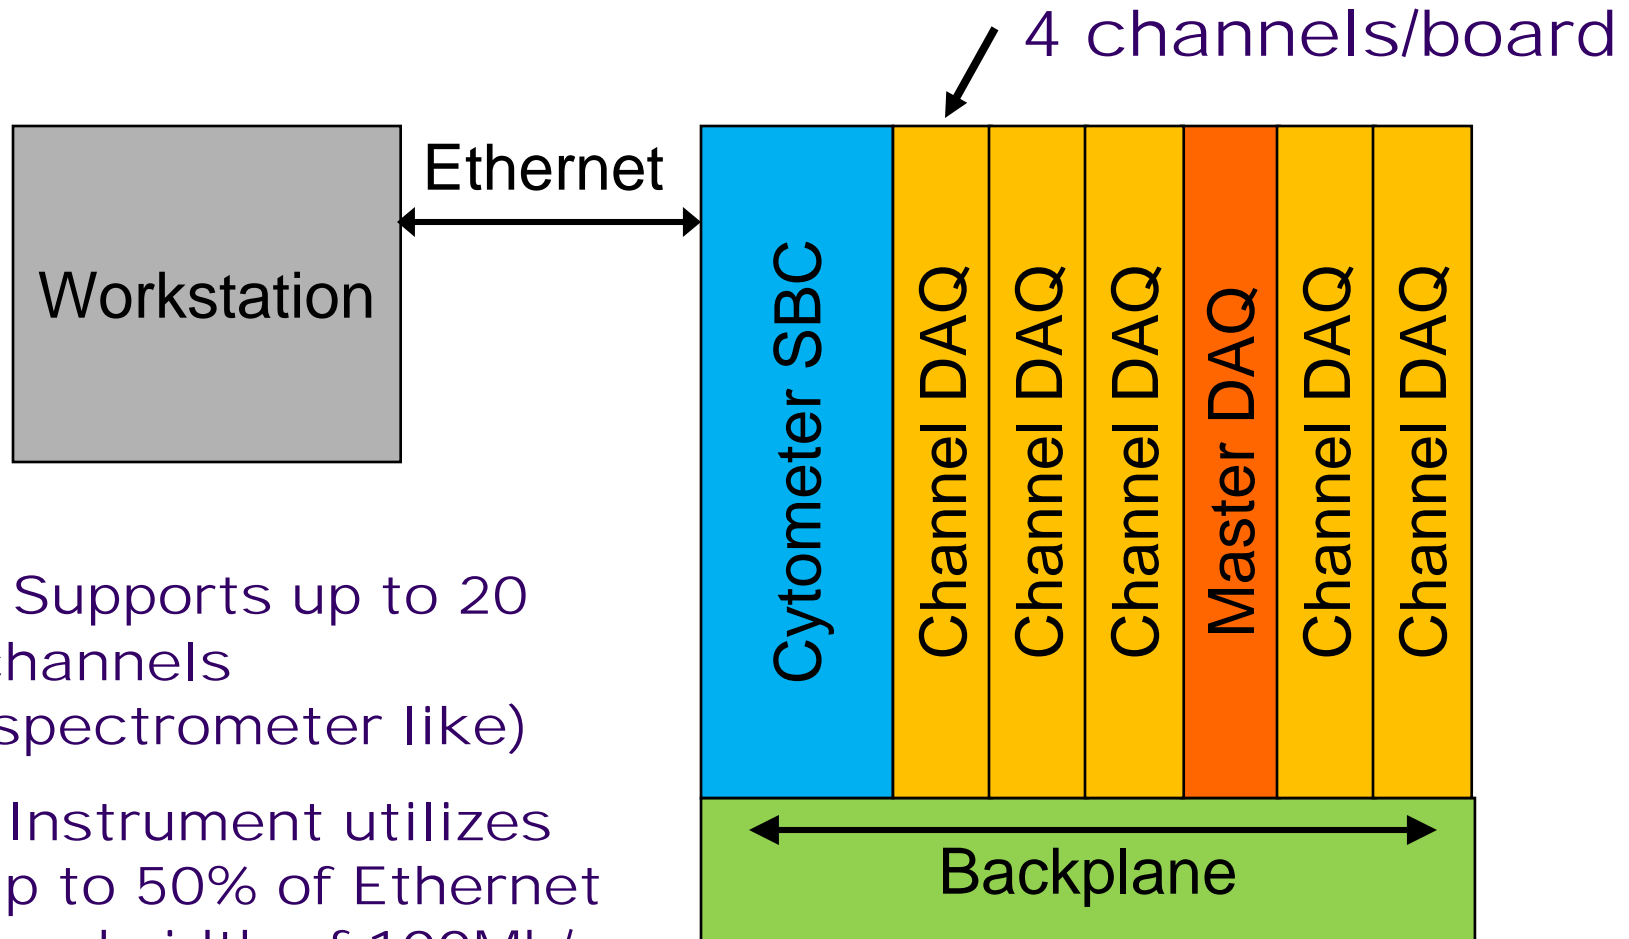 4 channels/board
Ethernet
Workstation
Cytometer SBC
Channel DAQ
Channel DAQ
Channel DAQ
Master DAQ
Channel DAQ
Channel DAQ
Supports up to 20
channels
spectrometer like)
Instrument utilizes
p to 50% of Ethernet
Backplane